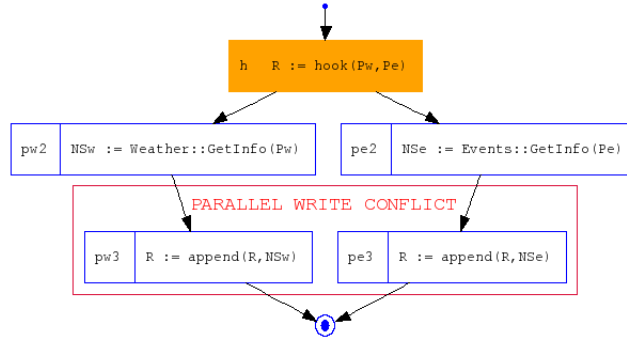 h R := hook(Pw,Pe)
pw2 NSw := Weather::GetInfo(Pw)
pe2 NSe := Events::GetInfo(Pe)
PARALLEL WRITE CONFLICT
pw3 R := append(R,NSw)
pe3 R := append(R,NSe)